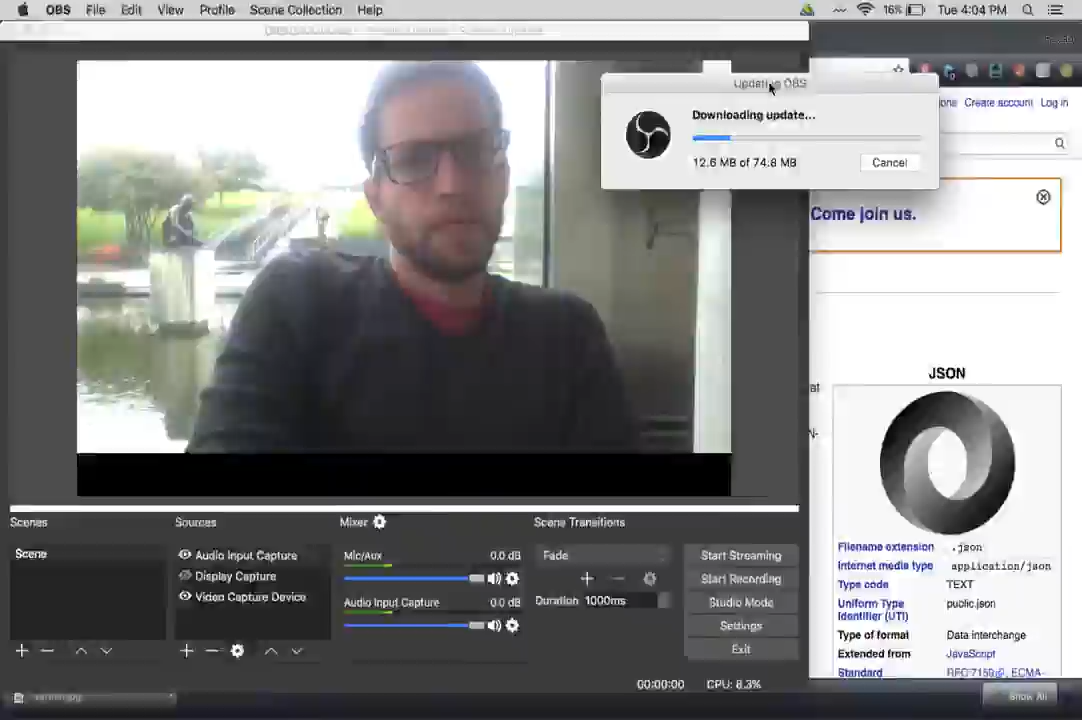 OBS File Edit View Profile Scene Collection Help 16% Tue 4:04 PM
Updating OBS
Downloading update...
12.6 MB of 74.8 MB
Cancel
Create account Log in
Come join us.
JSON
Filename extension .json
Internet media type application/json
Type code TEXT
Uniform Type Identifier (UTI) public.json
Type of format Data interchange
Extended from JavaScript
Standard RFC 7159, ECMA-
Scenes
Scene
Sources
Audio Input Capture
Display Capture
Video Capture Device
Mixer
Mic/Aux 0.0 dB
Audio Input Capture 0.0 dB
Scene Transitions
Fade
Duration 1000ms
Start Streaming
Start Recording
Studio Mode
Settings
Exit
00:00:00 CPU: 8.3%
Show All